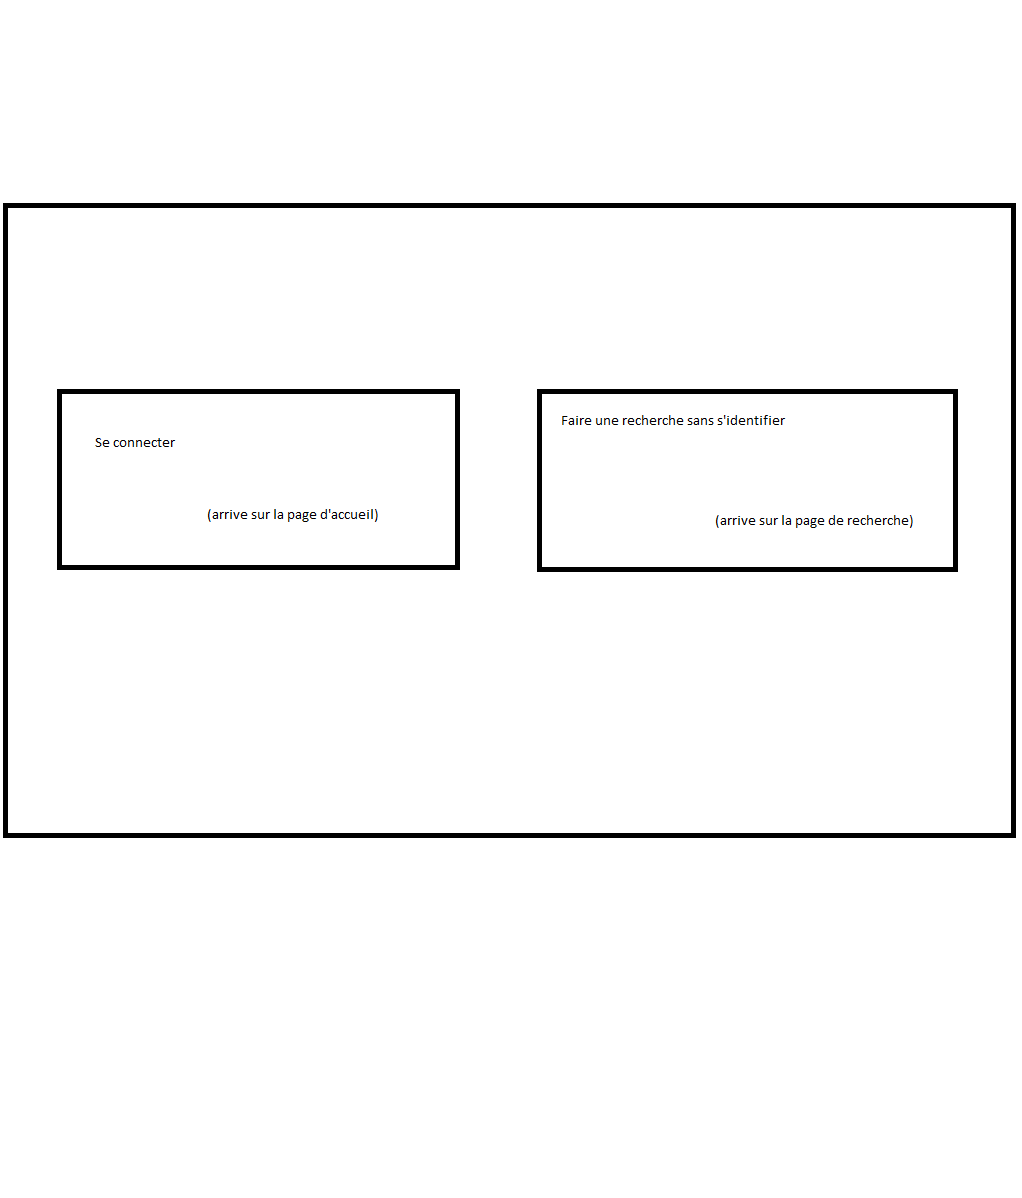 Se connecter
(arrive sur la page d'accueil)
Faire une recherche sans s'identifier
(arrive sur la page de recherche)